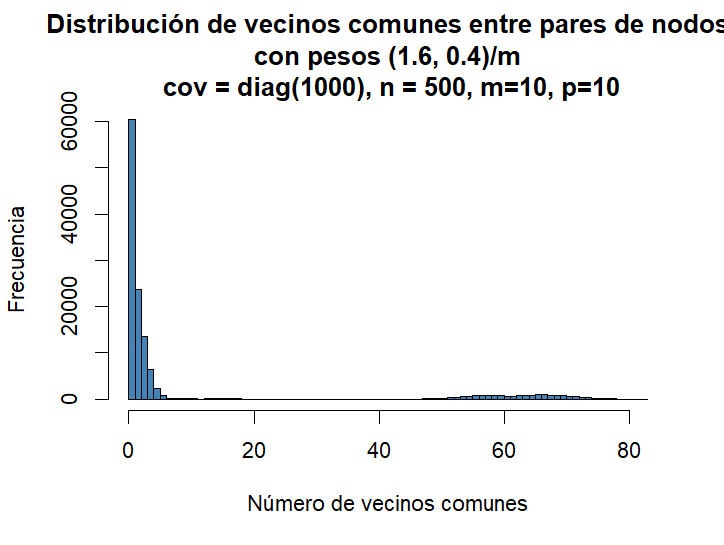 Distribución de vecinos comunes entre pares de nodos
con pesos (1.6, 0.4)/m
cov = diag(1000), n = 500, m=10, p=10
60000
40000
20000
0
Frecuencia
0 20 40 60 80
Número de vecinos comunes